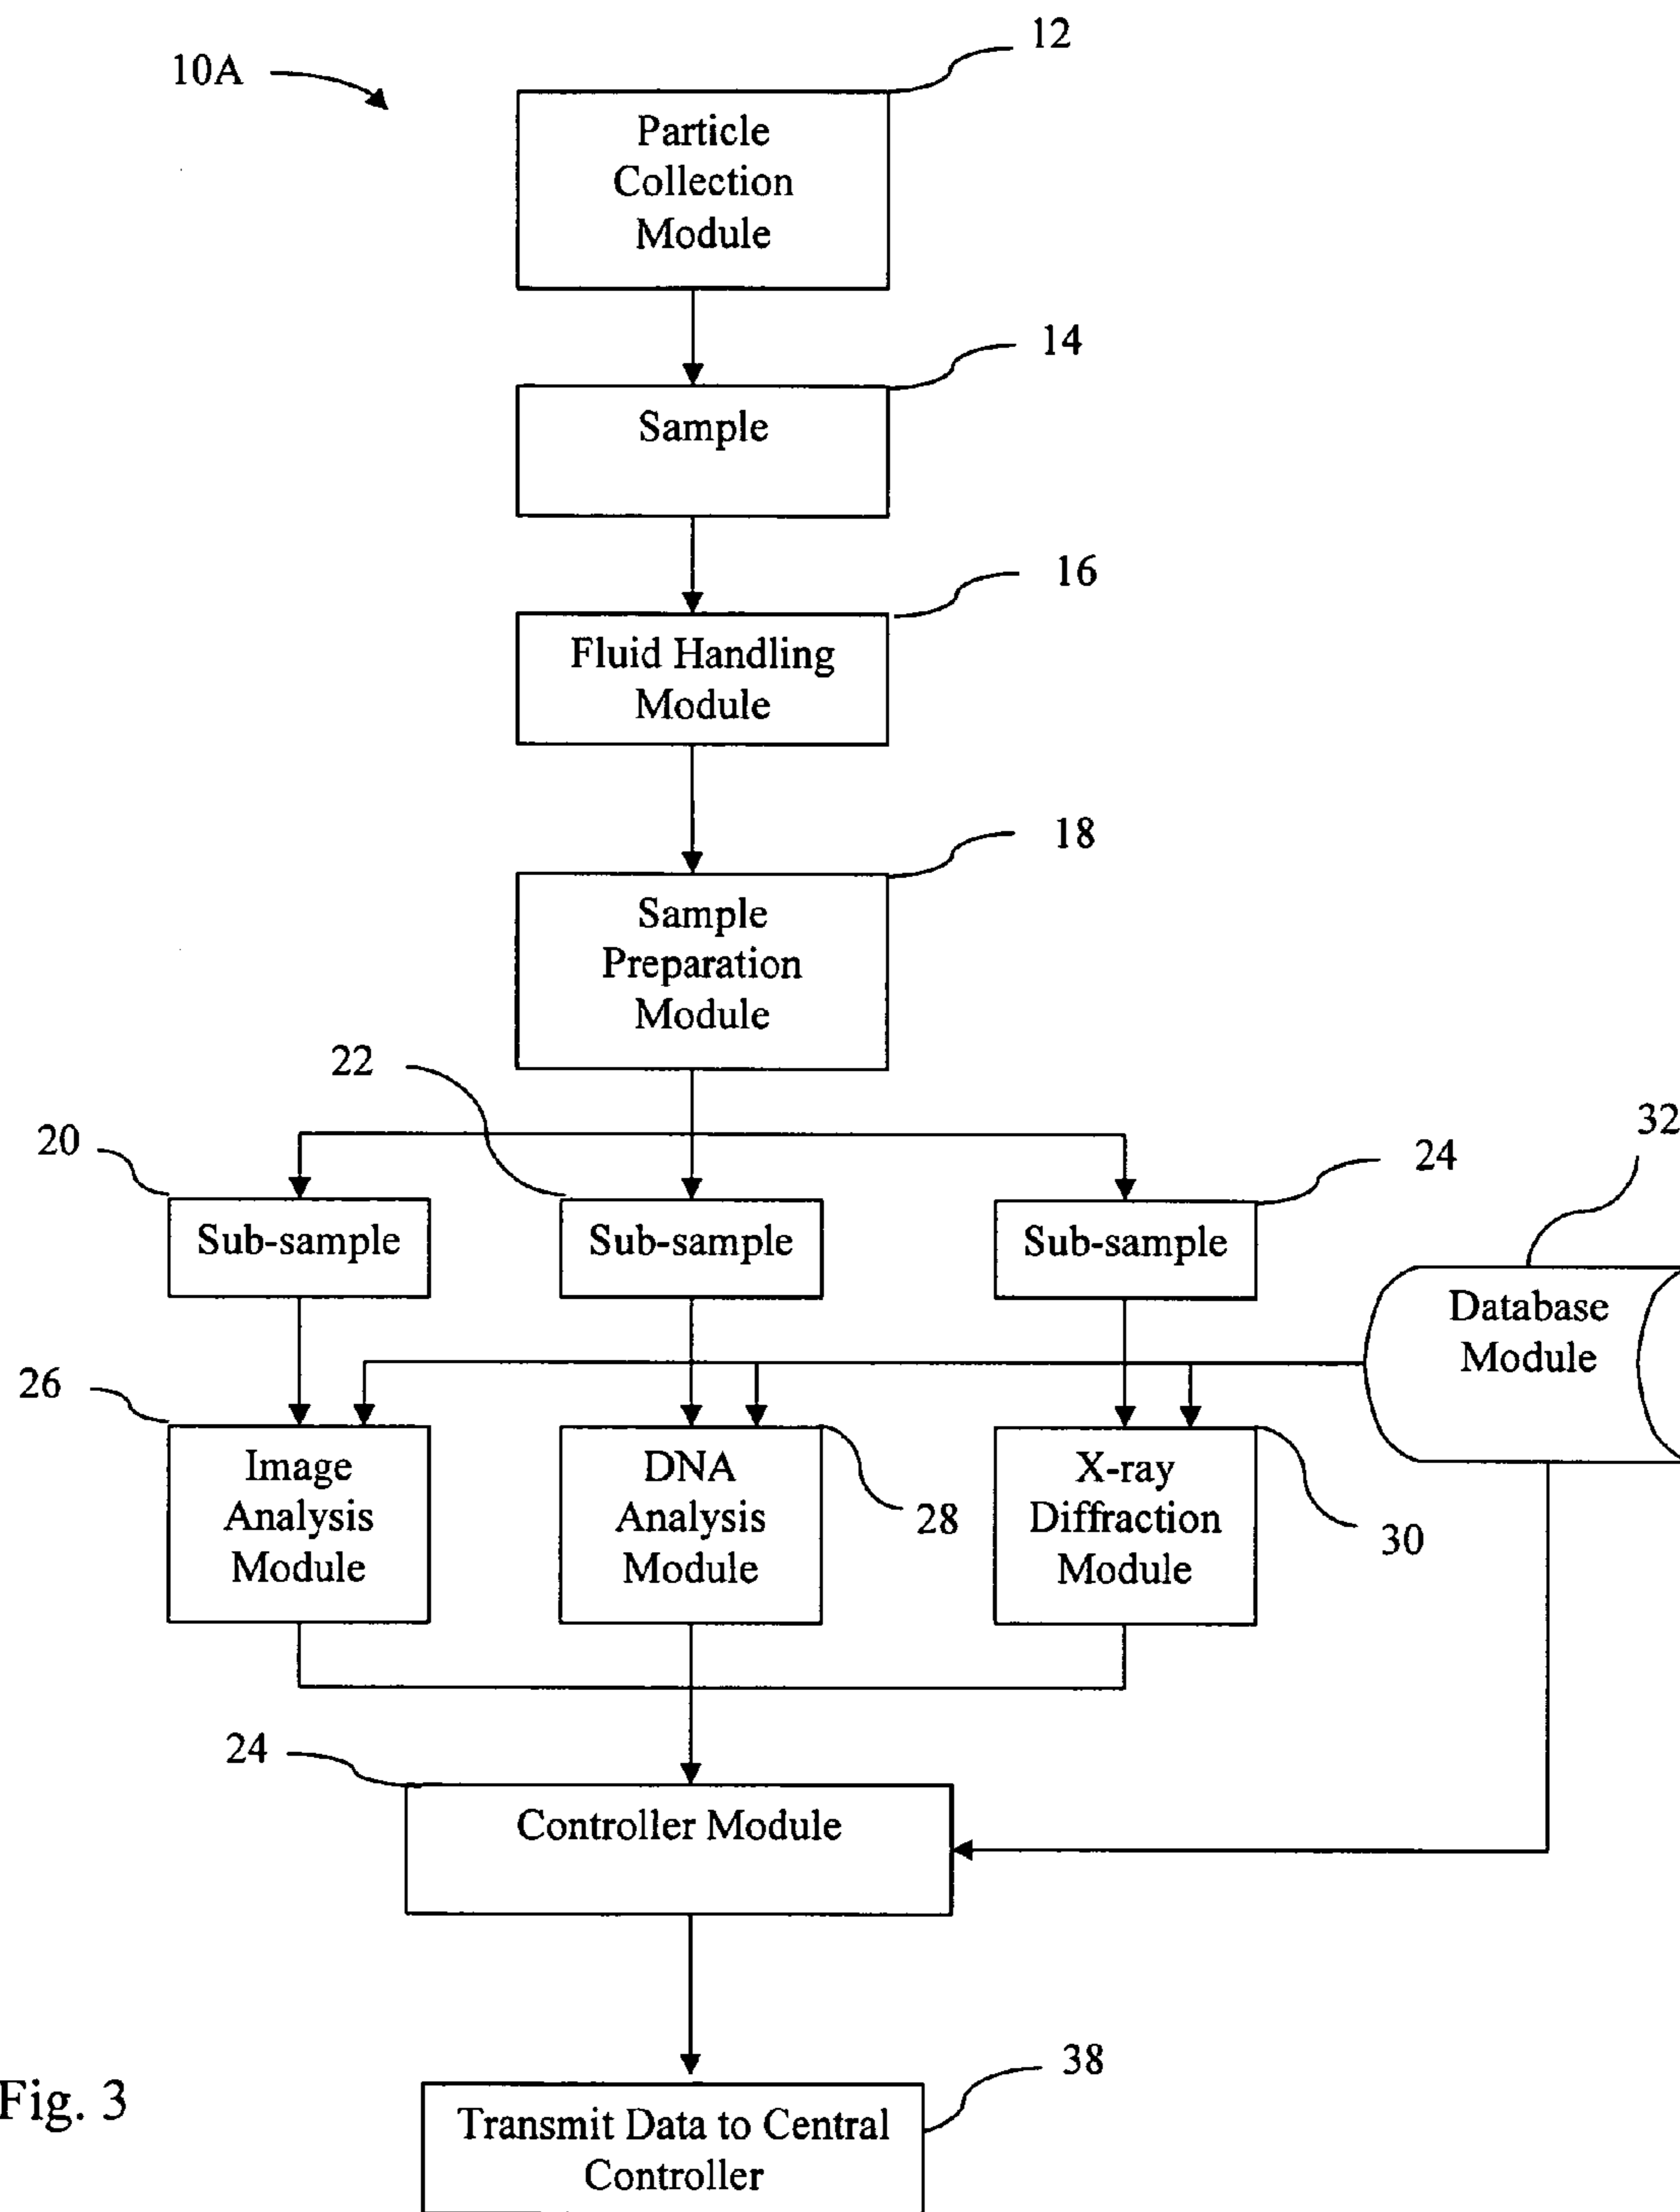 12
10A
Particle
Collection
Module
14
Sample
16
Fluid Handling
Module
18
Sample
Preparation
Module
22
20
24
32
Sub-sample
Sub-sample
Sub-sample
Database
Module
26
Image
Analysis
Module
DNA
Analysis
Module
28
X-ray
Diffraction
Module
30
24
Controller Module
38
Transmit Data to Central
Controller
Fig. 3